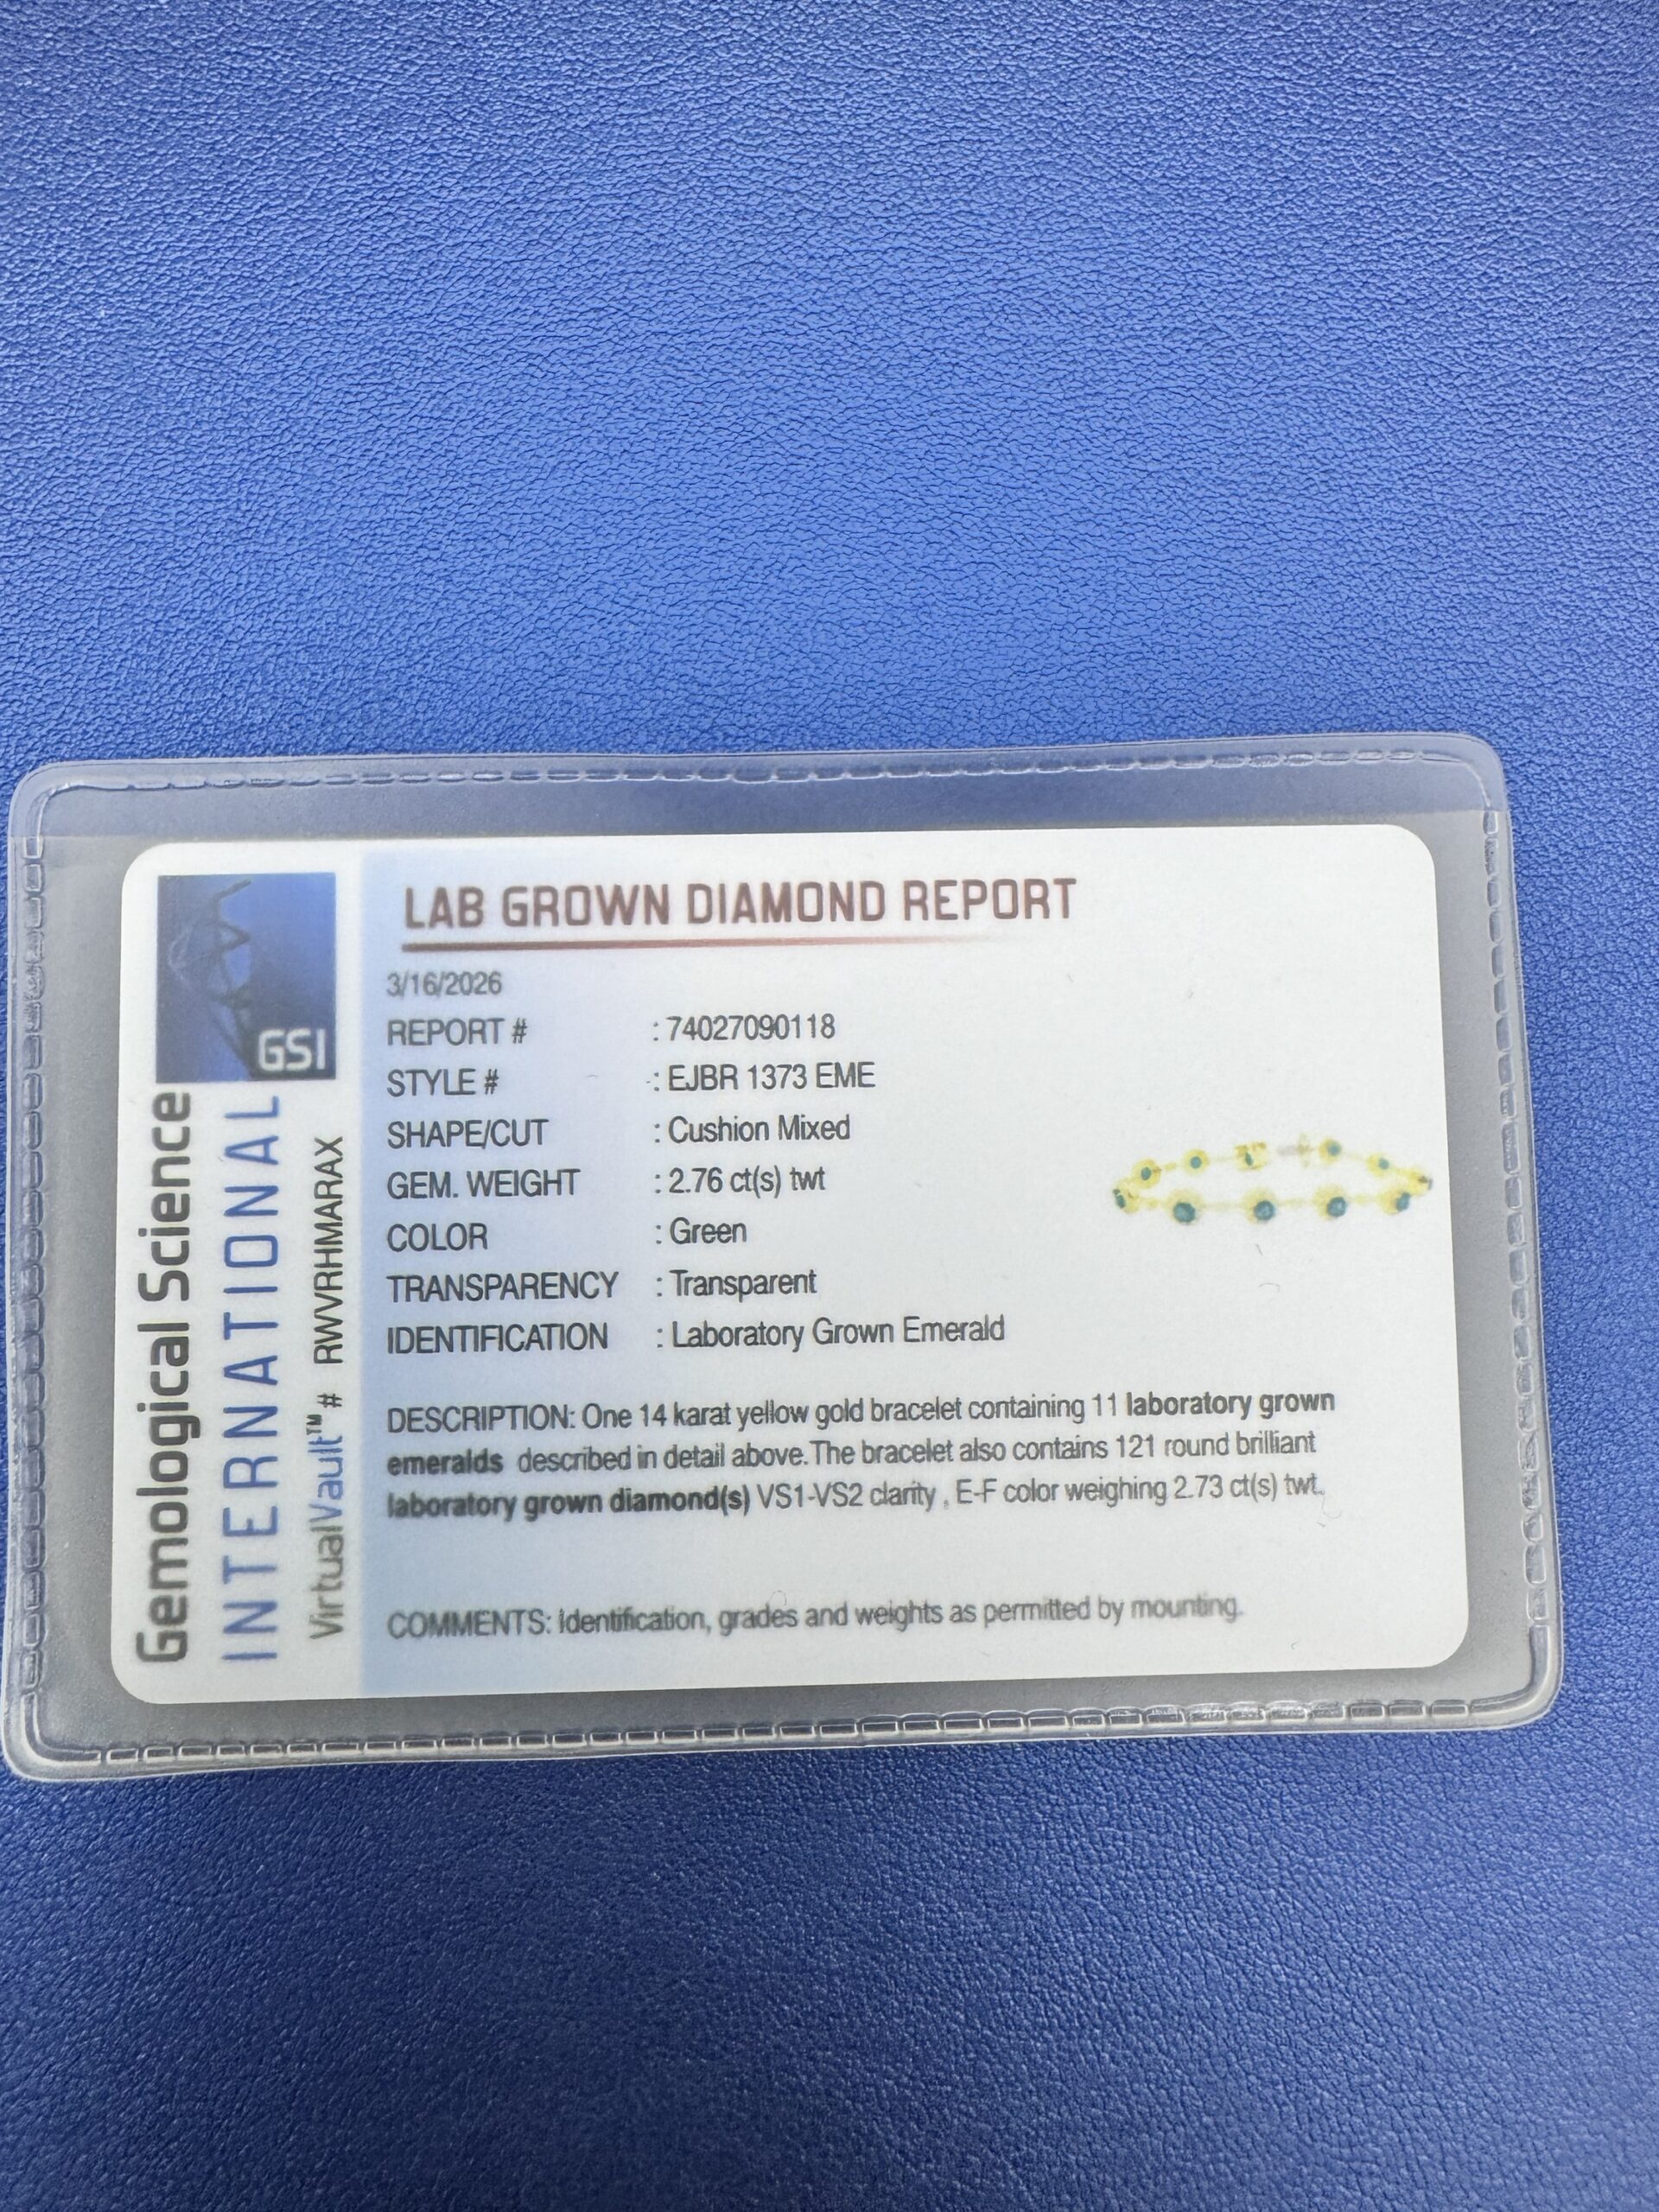 GSI
Gemological Science
INTERNATIONAL
VirtualVault™# RWVRHMARAX
LAB GROWN DIAMOND REPORT
3/16/2026
REPORT # : 74027090118
STYLE # : EJBR 1373 EME
SHAPE/CUT : Cushion Mixed
GEM. WEIGHT : 2.76 ct(s) twt
COLOR : Green
TRANSPARENCY : Transparent
IDENTIFICATION : Laboratory Grown Emerald
DESCRIPTION: One 14 karat yellow gold bracelet containing 11 laboratory grown
emeralds described in detail above. The bracelet also contains 121 round brilliant
laboratory grown diamond(s) VS1-VS2 clarity , E-F color weighing 2.73 ct(s) twt.
COMMENTS: Identification, grades and weights as permitted by mounting.